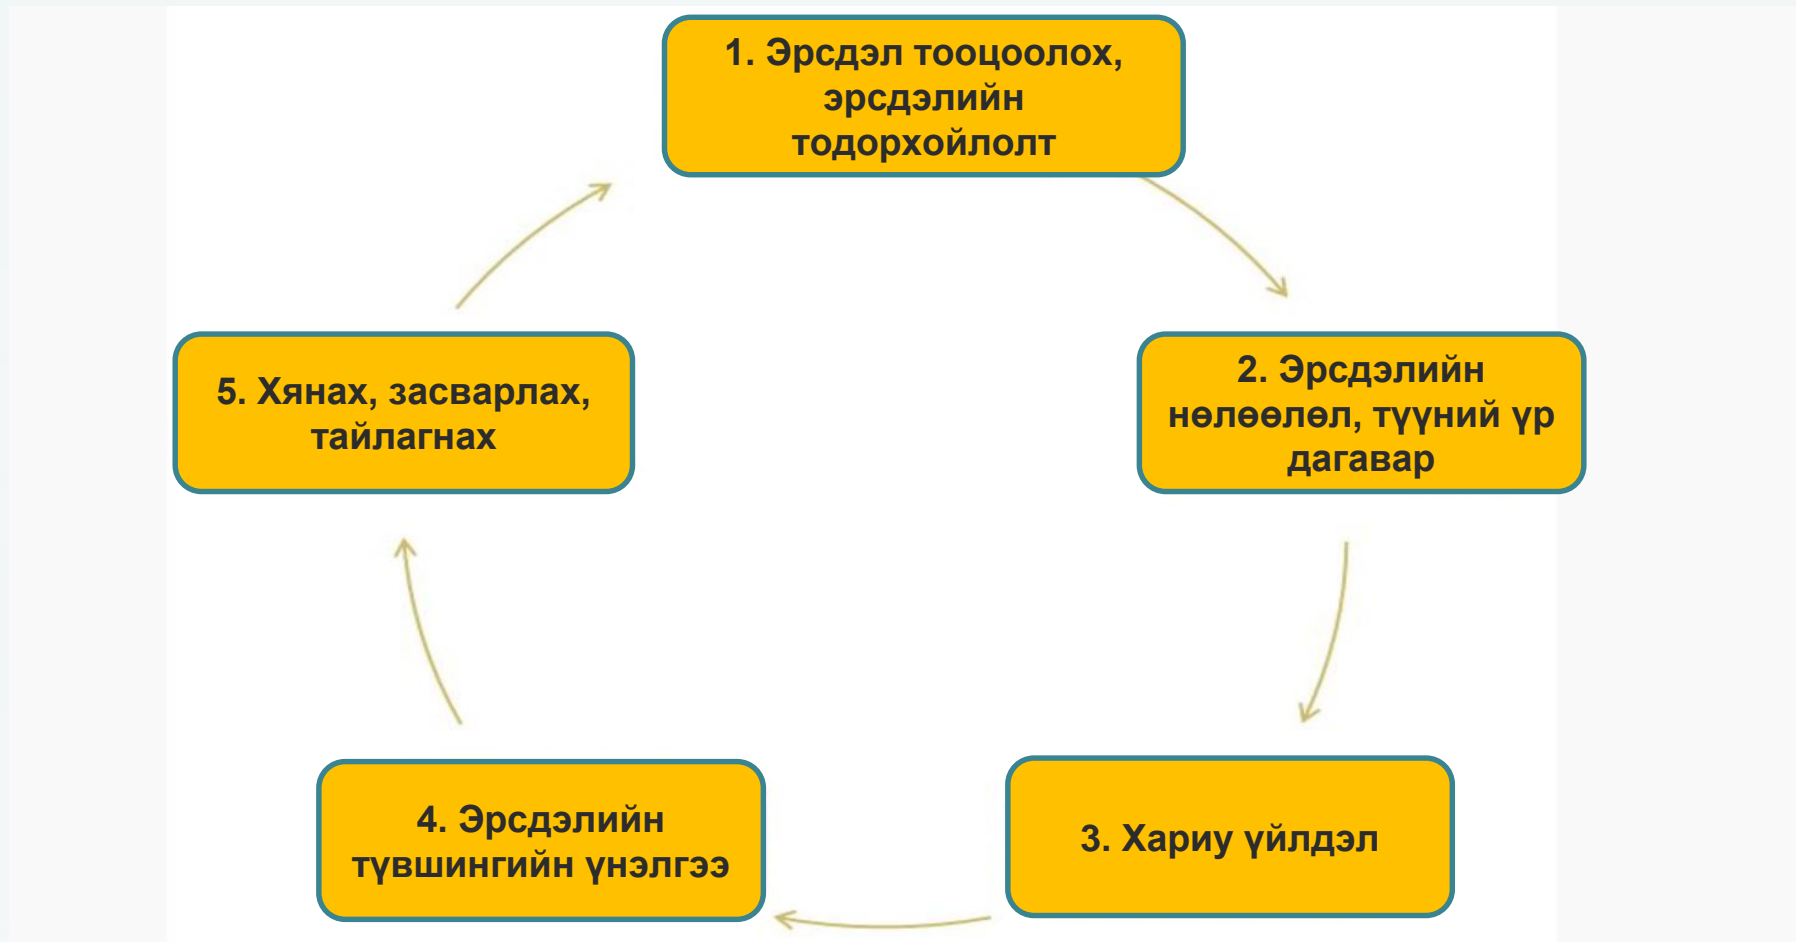 1. Эрсдэл тооцоолох,
эрсдэлийн
тодорхойлолт
2. Эрсдэлийн
нөлөөлөл, түүний үр
дагавар
3. Хариу үйлдэл
4. Эрсдэлийн
түвшингийн үнэлгээ
5. Хянах, засварлах,
тайлагнах